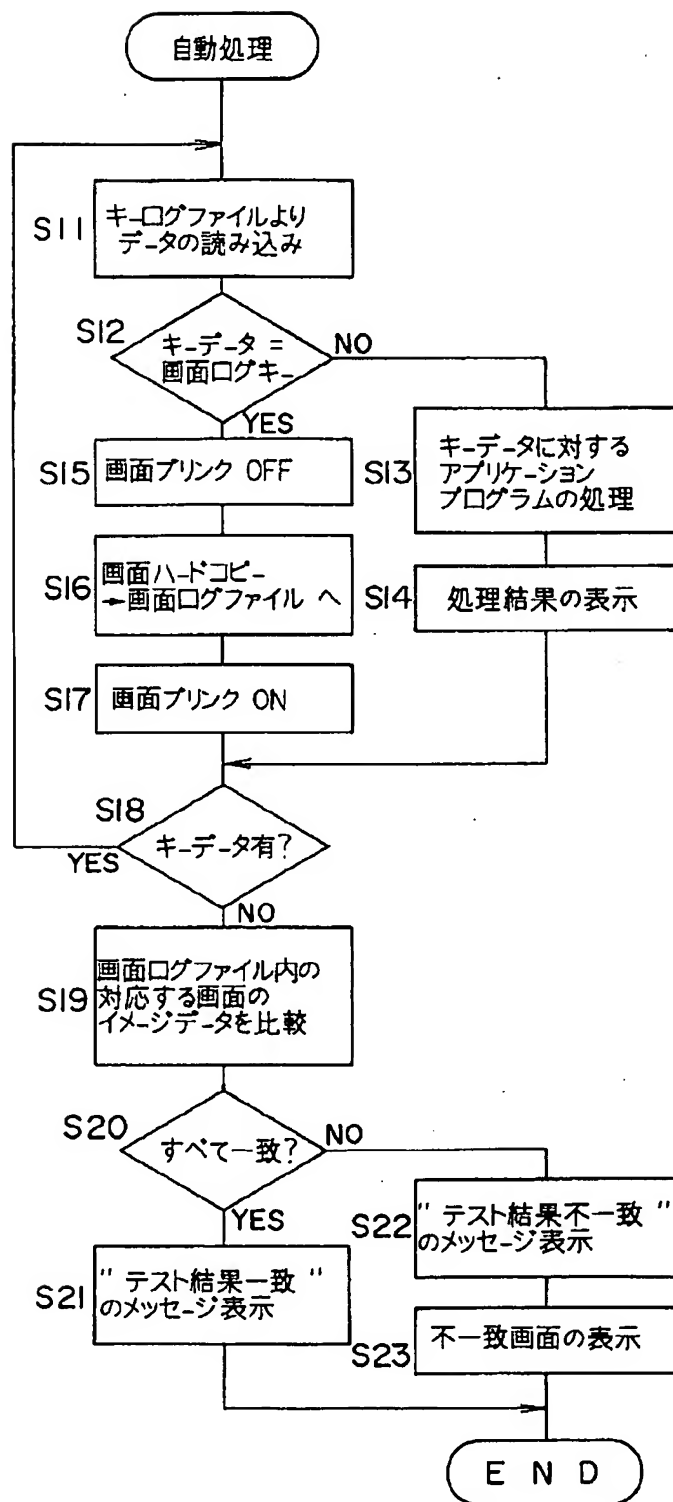 自動処理
S11
キーログファイルより
データの読み込み
S12
キーデータ =
画面ログキー
NO
YES
S13
キーデータに対する
アプリケーション
プログラムの処理
S14
処理結果の表示
S15
画面ブリンク OFF
S16
画面ハードコピー
→画面ログファイル へ
S17
画面ブリンク ON
S18
キーデータ有?
YES
NO
S19
画面ログファイル内の
対応する画面の
イメージデータを比較
S20
すべて一致?
NO
YES
S21
" テスト結果一致 "
のメッセージ表示
S22
" テスト結果不一致 "
のメッセージ表示
S23
不一致画面の表示
E N D